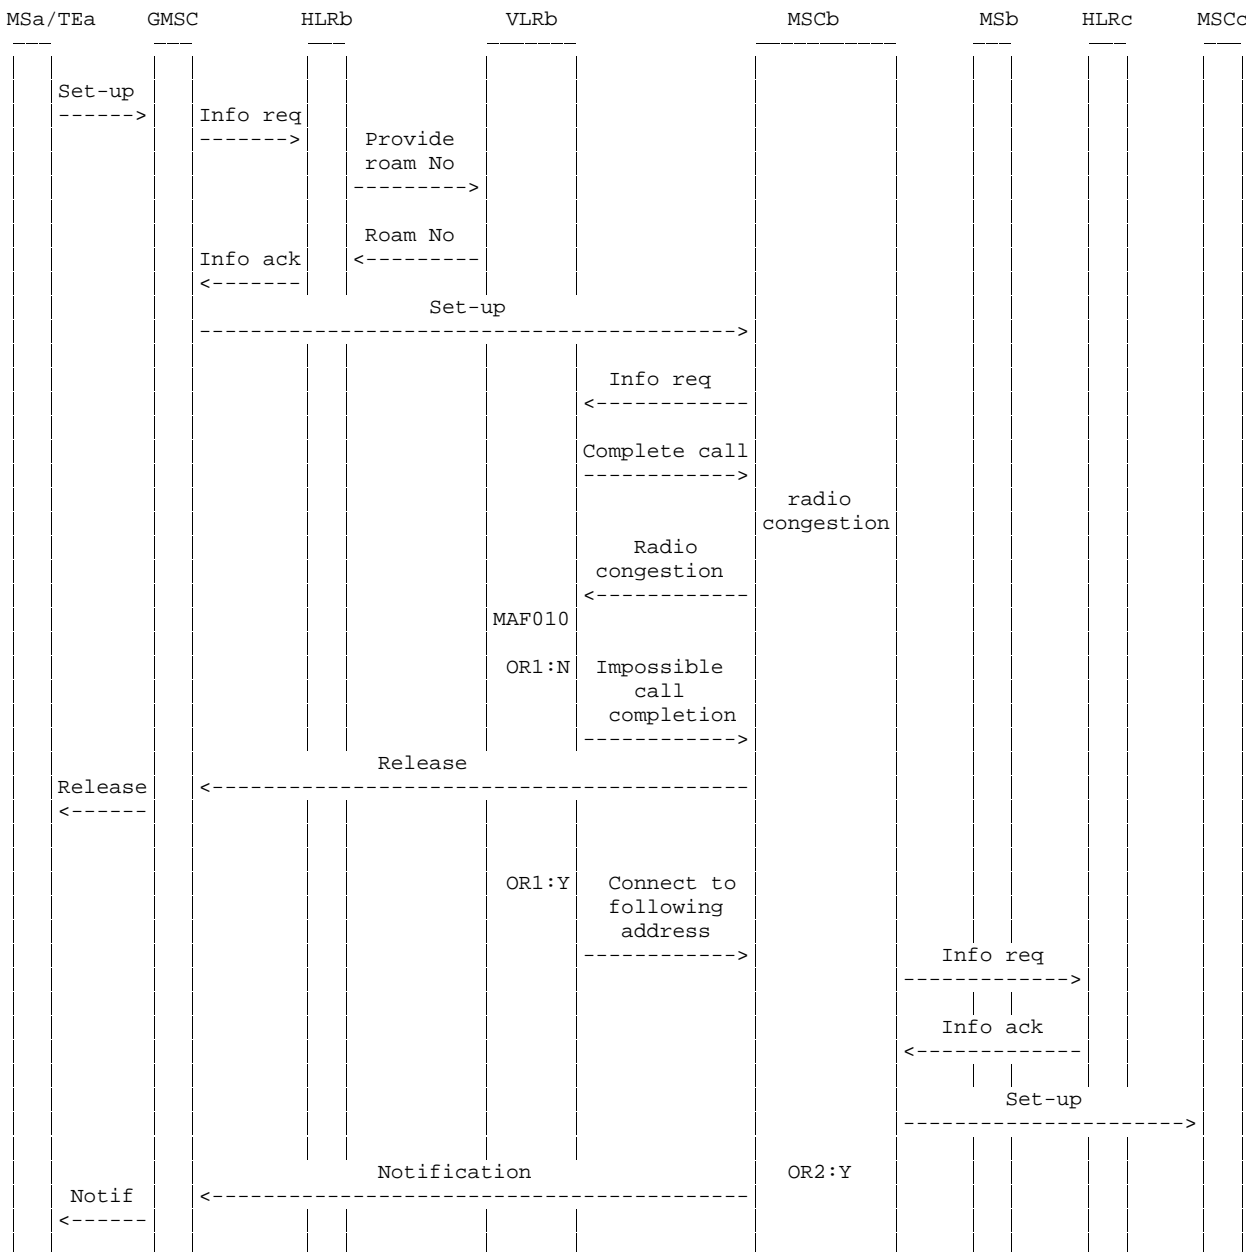 MSa/TEa GMSC HLRb VLRb MSCb MSb HLRc MSCc
Set-up
------> Info req
-------> Provide
roam No
--------->
Roam No
Info ack <---------
<-------
Set-up
------------------------------------------>
Info req
<------------
Complete call
------------>
radio
congestion
Radio
congestion
<------------
MAF010
OR1:N Impossible
call
completion
------------>
Release
Release <------------------------------------------
<------
OR1:Y Connect to
following
address
------------> Info req
------------->
Info ack
<-------------
Set-up
---------------------->
Notification OR2:Y
Notif <------------------------------------------
<------